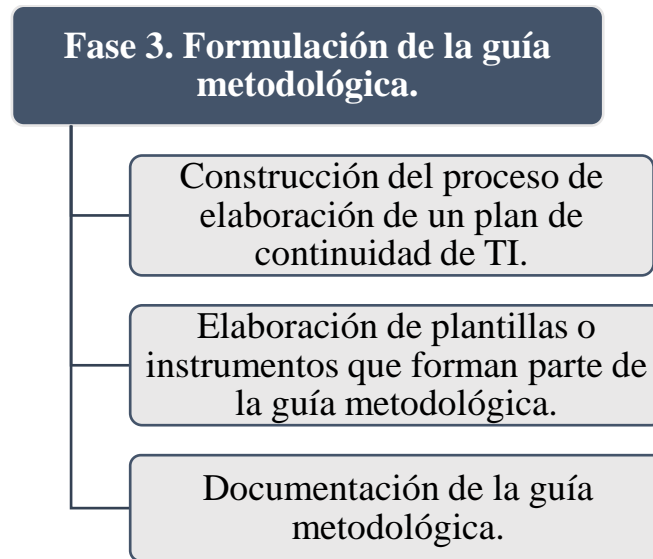 Fase 3. Formulación de la guía
metodológica.
Construcción del proceso de
elaboración de un plan de
continuidad de TI.
Elaboración de plantillas o
instrumentos que forman parte de
la guía metodológica.
Documentación de la guía
metodológica.